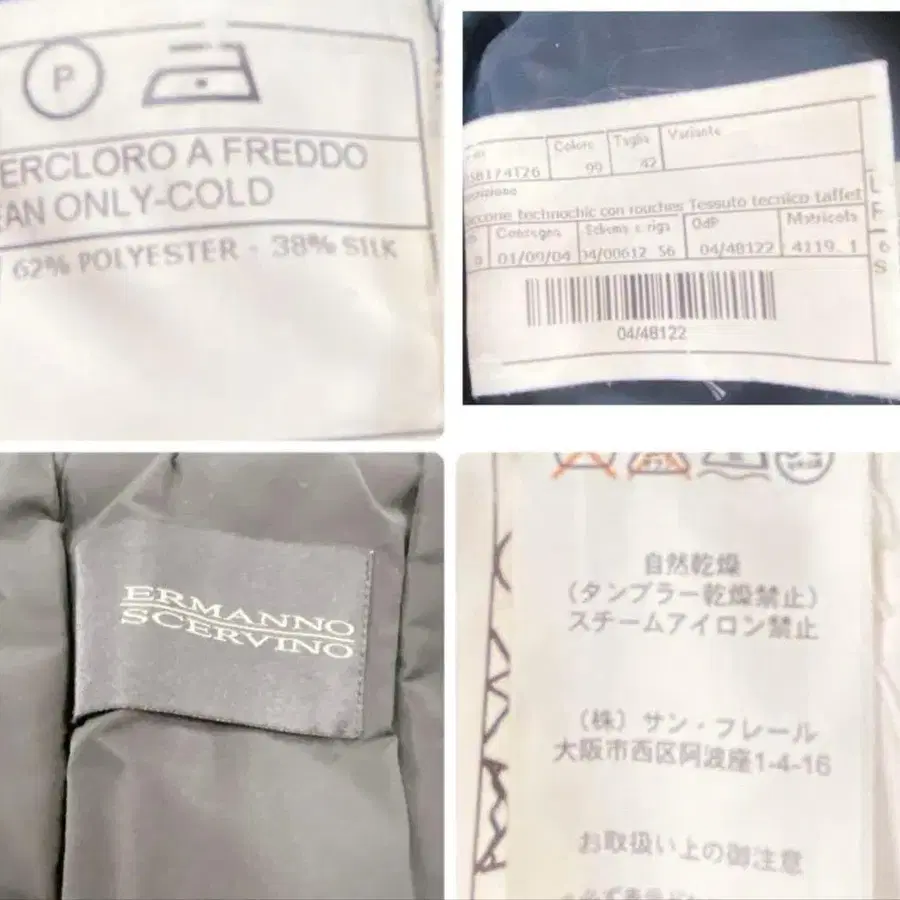 P
ERCLORO A FREDDO
EAN ONLY-COLD
62% POLYESTER - 38% SILK
Colore Taglia Variante
99 42
technochic con rouches Tessuto tecnico taffet
Consegna Schema e riga OdP Matricola
01/09/04 04/00612 56 04/48122 4119. 1
04/48122
L
F
6
S
ERMANNO
SCERVINO
自然乾燥
(タンブラー乾燥禁止)
スチームアイロン禁止
(株) サン・フレール
大阪市西区阿波座1-4-16
お取扱い上の御注意